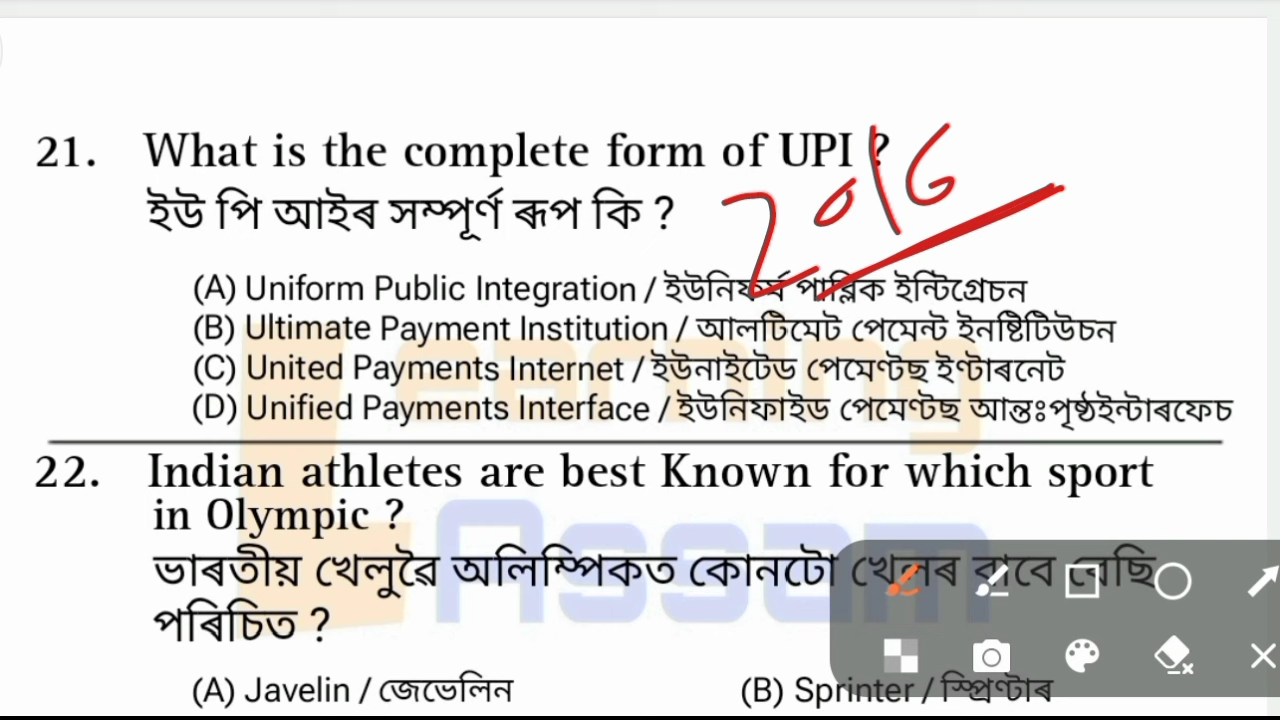 21. What is the complete form of UPI ?
ইউ পি আইৰ সম্পূৰ্ণ ৰূপ কি ?
2016
(A) Uniform Public Integration / ইউনিফৰ্ম পাব্লিক ইন্টিগ্ৰেচন
(B) Ultimate Payment Institution / আলটিমেট পেমেন্ট ইনষ্টিটিউচন
(C) United Payments Internet / ইউনাইটেড পেমেণ্টছ ইণ্টাৰনেট
(D) Unified Payments Interface / ইউনিফাইড পেমেণ্টছ আন্তঃপৃষ্ঠইন্টাৰফেচ
22. Indian athletes are best Known for which sport
in Olympic ?
ভাৰতীয় খেলুৱৈ অলিম্পিকত কোনটো খেলৰ বাবে বেছি
পৰিচিত ?
(A) Javelin / জেভেলিন (B) Sprinter / স্প্ৰিণ্টাৰ
Learning
Assam